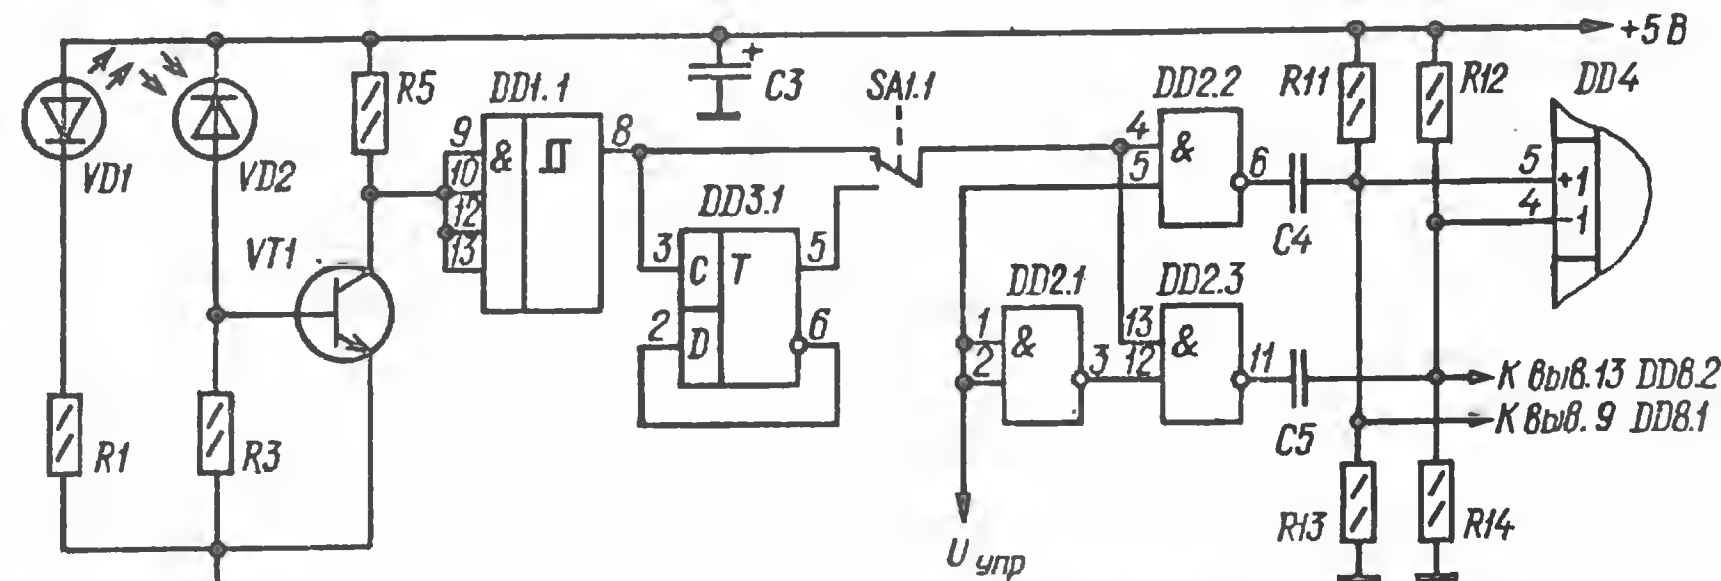 +5 В
VD1
VD2
R5
DD1.1
9
10
12
13
&
8
C3
+
SA1.1
DD2.2
4
5
&
6
R11
R12
DD4
5
+1
4
-1
C4
VT1
DD3.1
3
C
T
5
2
D
6
DD2.1
1
2
&
3
DD2.3
13
12
&
11
C5
К выв.13 DD8.2
К выв.9 DD8.1
R1
R3
R13
R14
U упр